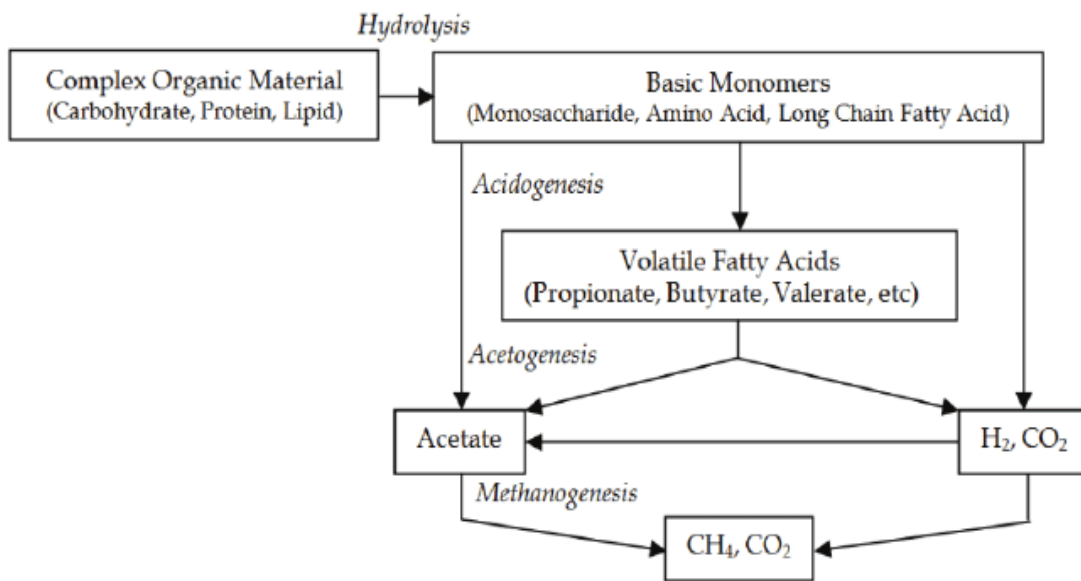 Hydrolysis
Complex Organic Material
(Carbohydrate, Protein, Lipid)
Basic Monomers
(Monosaccharide, Amino Acid, Long Chain Fatty Acid)
Acidogenesis
Volatile Fatty Acids
(Propionate, Butyrate, Valerate, etc)
Acetogenesis
Acetate
H₂, CO₂
Methanogenesis
CH₄, CO₂